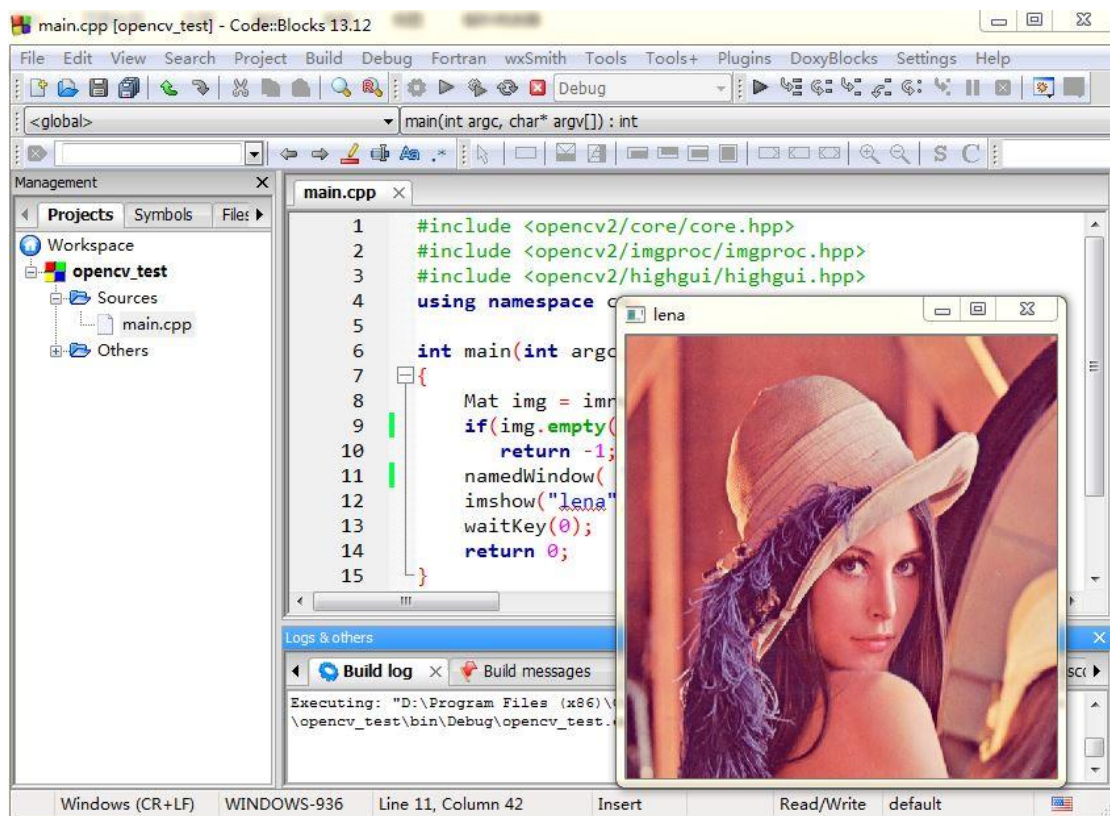 main.cpp [opencv_test] - Code::Blocks 13.12
File Edit View Search Project Build Debug Fortran wxSmith Tools Tools+ Plugins DoxyBlocks Settings Help
Debug
<global> main(int argc, char* argv[]) : int
Aa .* S C
Management
Projects Symbols Files
Workspace
opencv_test
Sources
main.cpp
Others
main.cpp
1 #include <opencv2/core/core.hpp>
2 #include <opencv2/imgproc/imgproc.hpp>
3 #include <opencv2/highgui/highgui.hpp>
4 using namespace c
5
6 int main(int argc
7 {
8 Mat img = imr
9 if(img.empty(
10 return -1;
11 namedWindow(
12 imshow("lena"
13 waitKey(0);
14 return 0;
15 }
lena
Logs & others
Build log Build messages
Executing: "D:\Program Files (x86)\
\opencv_test\bin\Debug\opencv_test.
Windows (CR+LF) WINDOWS-936 Line 11, Column 42 Insert Read/Write default